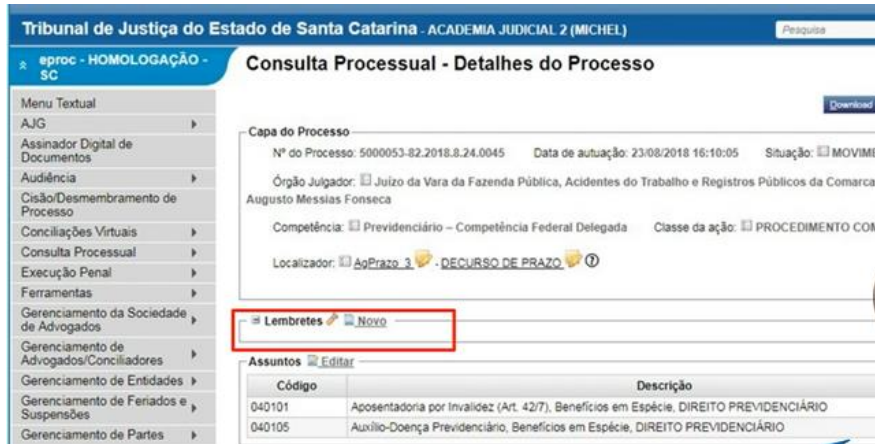 Tribunal de Justiça do Estado de Santa Catarina - ACADEMIA JUDICIAL 2 (MICHEL)
Pesquisa
eproc - HOMOLOGAÇÃO -
SC
Consulta Processual - Detalhes do Processo
Menu Textual
Download
AJG
Assinador Digital de
Documentos
Audiência
Cisão/Desmembramento de
Processo
Conciliações Virtuais
Consulta Processual
Execução Penal
Ferramentas
Gerenciamento da Sociedade
de Advogados
Gerenciamento de
Advogados/Conciliadores
Gerenciamento de Entidades
Gerenciamento de Feriados e
Suspensões
Gerenciamento de Partes
Capa do Processo
Nº do Processo: 5000053-82.2018.8.24.0045 Data de autuação: 23/08/2018 16:10:05 Situação: MOVIME
Órgão Julgador: Juízo da Vara da Fazenda Pública, Acidentes do Trabalho e Registros Públicos da Comarca
Augusto Messias Fonseca
Competência: Previdenciário – Competência Federal Delegada Classe da ação: PROCEDIMENTO COM
Localizador: AgPrazo_3 - DECURSO DE PRAZO ?
Lembretes Novo
Assuntos Editar
Código Descrição
040101 Aposentadoria por Invalidez (Art. 42/7), Benefícios em Espécie, DIREITO PREVIDENCIÁRIO
040105 Auxílio-Doença Previdenciário, Benefícios em Espécie, DIREITO PREVIDENCIÁRIO